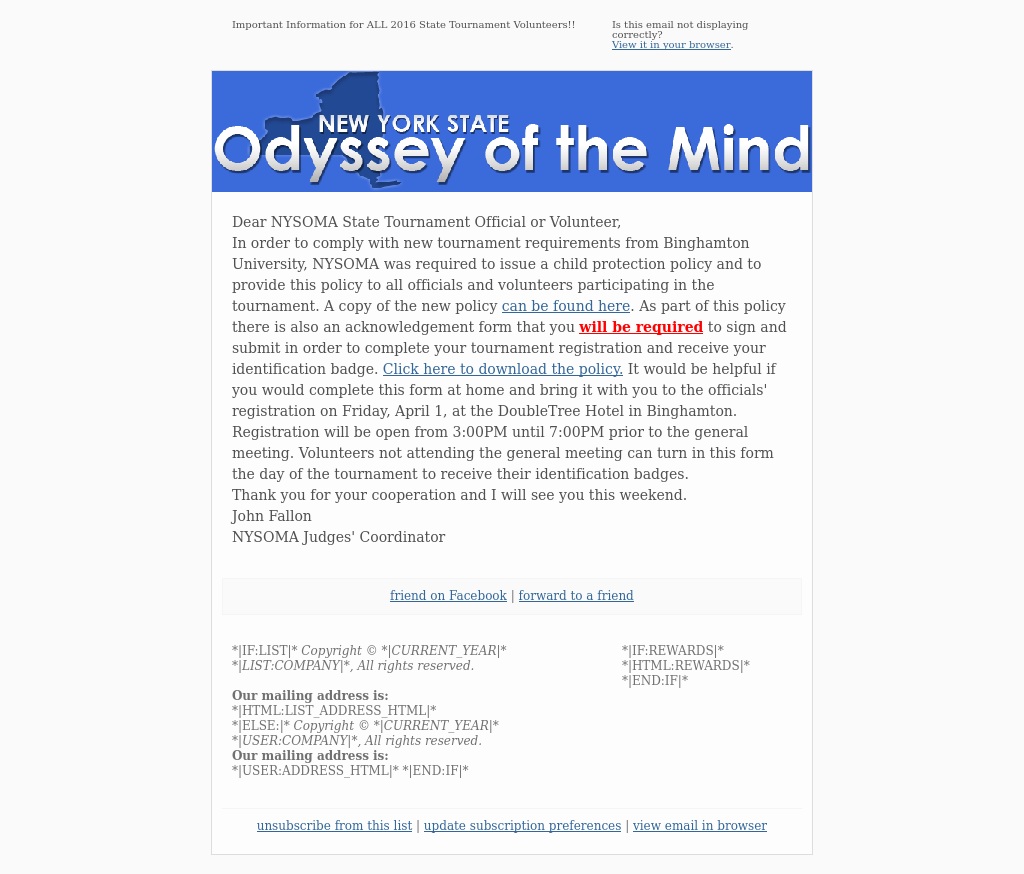 Important Information for ALL 2016 State Tournament Volunteers!!
Is this email not displaying
correctly?
View it in your browser.
NEW YORK STATE
Odyssey of the Mind
Dear NYSOMA State Tournament Official or Volunteer,
In order to comply with new tournament requirements from Binghamton
University, NYSOMA was required to issue a child protection policy and to
provide this policy to all officials and volunteers participating in the
tournament. A copy of the new policy can be found here. As part of this policy
there is also an acknowledgement form that you will be required to sign and
submit in order to complete your tournament registration and receive your
identification badge. Click here to download the policy. It would be helpful if
you would complete this form at home and bring it with you to the officials'
registration on Friday, April 1, at the DoubleTree Hotel in Binghamton.
Registration will be open from 3:00PM until 7:00PM prior to the general
meeting. Volunteers not attending the general meeting can turn in this form
the day of the tournament to receive their identification badges.
Thank you for your cooperation and I will see you this weekend.
John Fallon
NYSOMA Judges' Coordinator
friend on Facebook | forward to a friend
*|IF:LIST|* Copyright © *|CURRENT_YEAR|*
*|LIST:COMPANY|*, All rights reserved.
Our mailing address is:
*|HTML:LIST_ADDRESS_HTML|*
*|ELSE:|* Copyright © *|CURRENT_YEAR|*
*|USER:COMPANY|*, All rights reserved.
Our mailing address is:
*|USER:ADDRESS_HTML|* *|END:IF|*
*|IF:REWARDS|*
*|HTML:REWARDS|*
*|END:IF|*
unsubscribe from this list | update subscription preferences | view email in browser